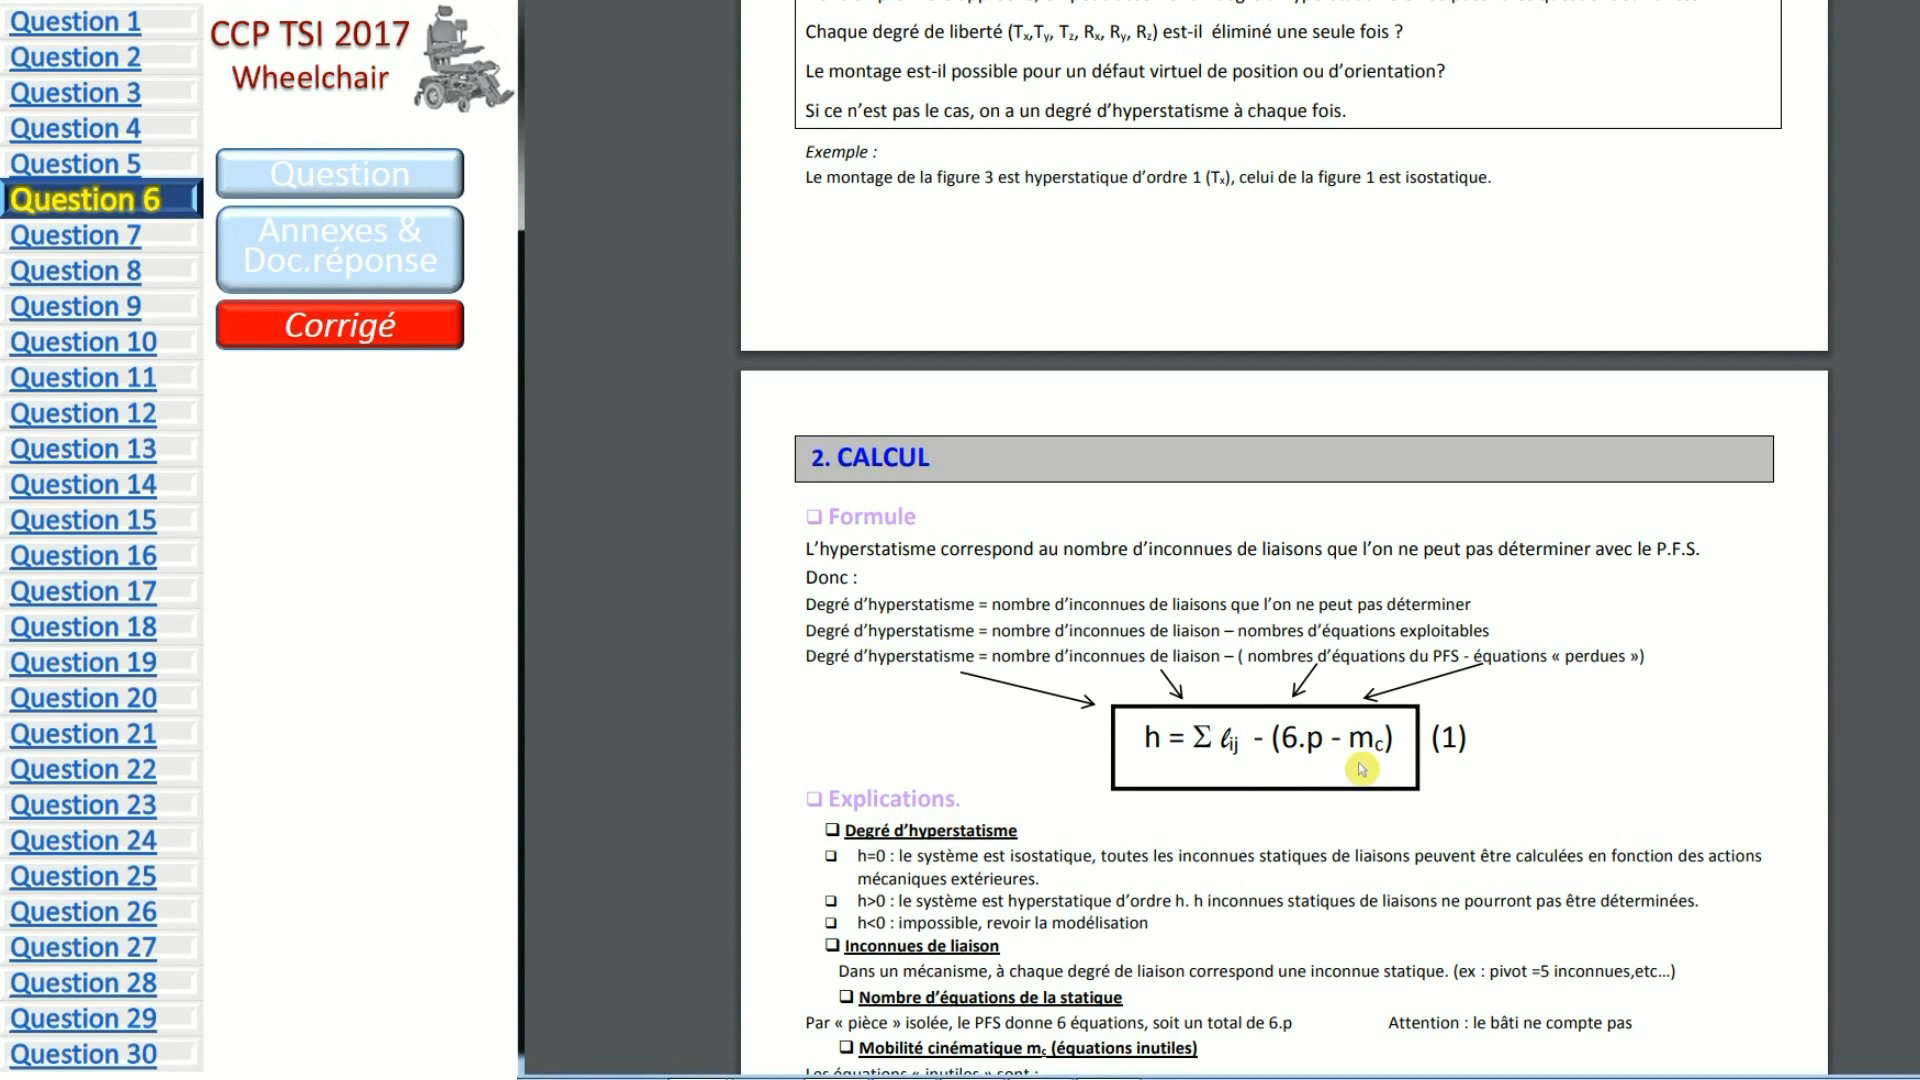 Question 1
Question 2
Question 3
Question 4
Question 5
Question 6
Question 7
Question 8
Question 9
Question 10
Question 11
Question 12
Question 13
Question 14
Question 15
Question 16
Question 17
Question 18
Question 19
Question 20
Question 21
Question 22
Question 23
Question 24
Question 25
Question 26
Question 27
Question 28
Question 29
Question 30
CCP TSI 2017
Wheelchair
Question
Annexes &
Doc.réponse
Corrigé
Chaque degré de liberté (Tx,Ty, Tz, Rx, Ry, Rz) est-il éliminé une seule fois ?
Le montage est-il possible pour un défaut virtuel de position ou d’orientation?
Si ce n’est pas le cas, on a un degré d’hyperstatisme à chaque fois.
Exemple :
Le montage de la figure 3 est hyperstatique d’ordre 1 (Tx), celui de la figure 1 est isostatique.
2. CALCUL
❑ Formule
L’hyperstatisme correspond au nombre d’inconnues de liaisons que l’on ne peut pas déterminer avec le P.F.S.
Donc :
Degré d’hyperstatisme = nombre d’inconnues de liaisons que l’on ne peut pas déterminer
Degré d’hyperstatisme = nombre d’inconnues de liaison – nombres d’équations exploitables
Degré d’hyperstatisme = nombre d’inconnues de liaison – ( nombres d’équations du PFS - équations « perdues »)
h = Σ ℓij - (6.p - mc) (1)
❑ Explications.
❑ Degré d’hyperstatisme
❑ h=0 : le système est isostatique, toutes les inconnues statiques de liaisons peuvent être calculées en fonction des actions
mécaniques extérieures.
❑ h>0 : le système est hyperstatique d’ordre h. h inconnues statiques de liaisons ne pourront pas être déterminées.
❑ h<0 : impossible, revoir la modélisation
❑ Inconnues de liaison
Dans un mécanisme, à chaque degré de liaison correspond une inconnue statique. (ex : pivot =5 inconnues,etc…)
❑ Nombre d’équations de la statique
Par « pièce » isolée, le PFS donne 6 équations, soit un total de 6.p Attention : le bâti ne compte pas
❑ Mobilité cinématique mc (équations inutiles)
Les équations « inutiles » sont :